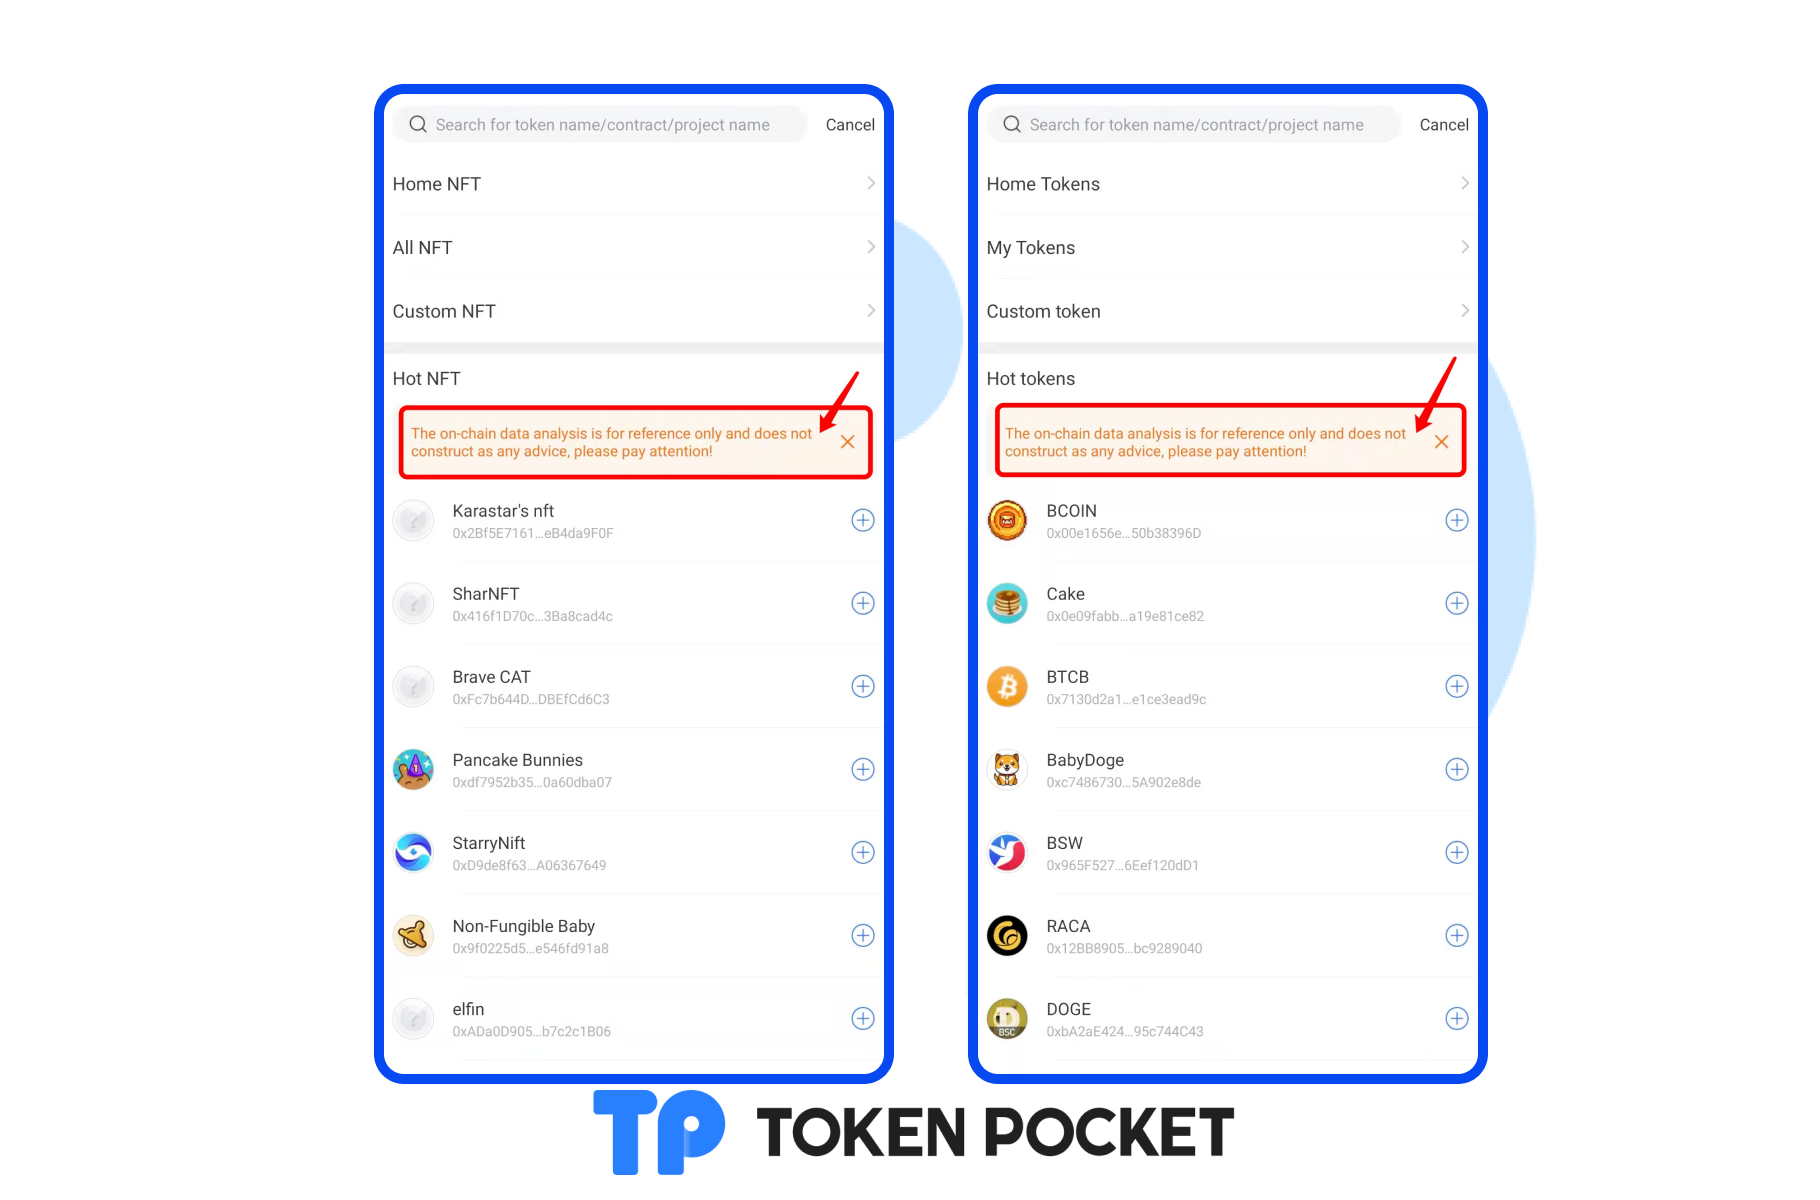 Search for token name/contract/project name
Cancel
Home NFT
All NFT
Custom NFT
Hot NFT
The on-chain data analysis is for reference only and does not
construct as any advice, please pay attention!
Karastar's nft
0x2Bf5E7161...eB4da9F0F
SharNFT
0x416f1D70c...3Ba8cad4c
Brave CAT
0xFc7b644D...DBEfCd6C3
Pancake Bunnies
0xdf7952b35...0a60dba07
StarryNift
0xD9de8f63...A06367649
Non-Fungible Baby
0x9f0225d5...e546fd91a8
elfin
0xADa0D905...b7c2c1B06
Search for token name/contract/project name
Cancel
Home Tokens
My Tokens
Custom token
Hot tokens
The on-chain data analysis is for reference only and does not
construct as any advice, please pay attention!
BCOIN
0x00e1656e...50b38396D
Cake
0x0e09fabb...a19e81ce82
BTCB
0x7130d2a1...e1ce3ead9c
BabyDoge
0xc7486730...5A902e8de
BSW
0x965F527...6Eef120dD1
RACA
0x12BB8905...bc9289040
DOGE
0xbA2aE424...95c744C43
BSC
TP TOKEN POCKET